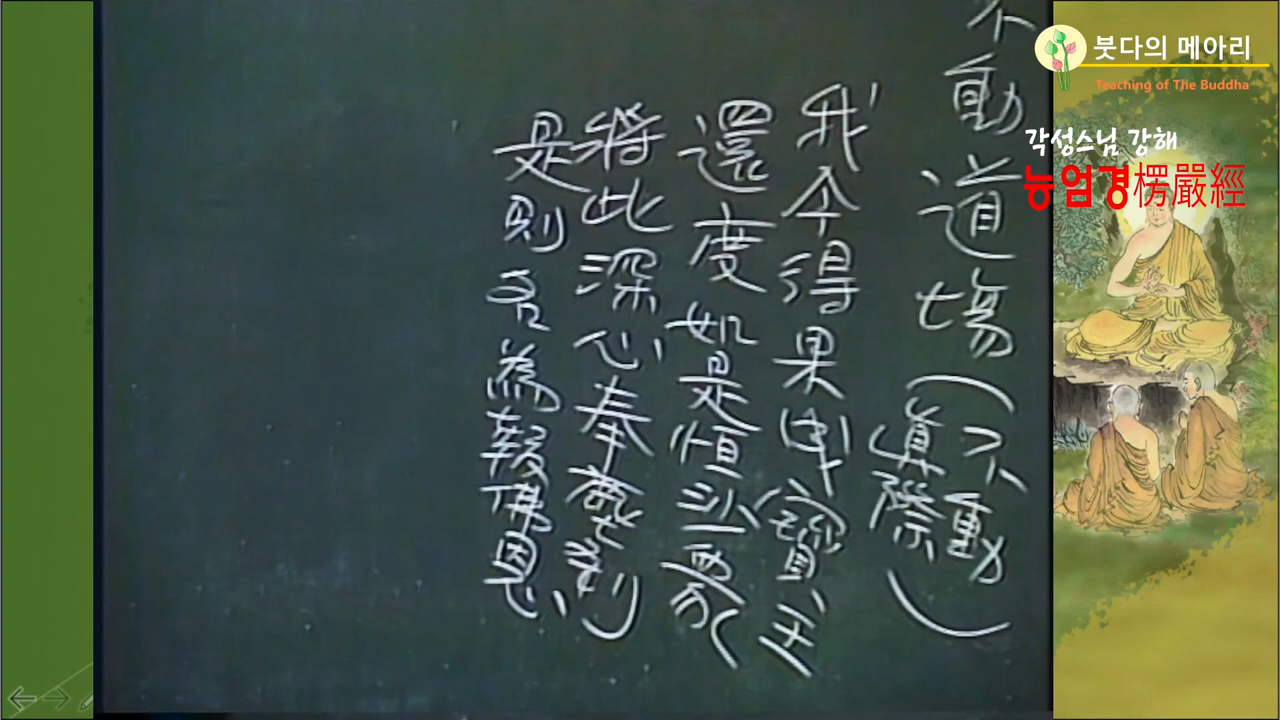 붓다의 메아리
Teaching of The Buddha
각성스님 강해
능엄경楞嚴經
不動道場(不動
眞際)
我今得果成寶王
還度如是恒沙衆
將此深心奉塵刹
是則名為報佛恩